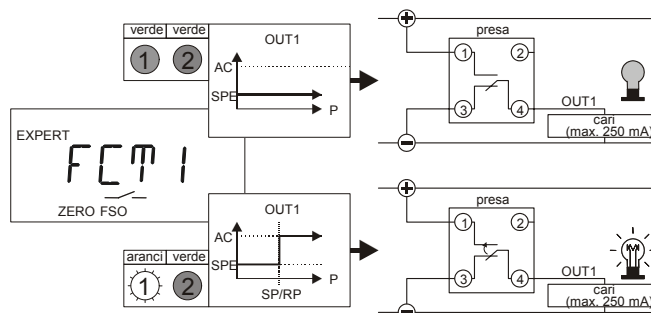 verde verde
1 2
OUT1
AC
SPE
P
presa
1 2
3 4
OUT1
cari
(max. 250 mA)
EXPERT
FCT1
ZERO FSO
aranci verde
1 2
OUT1
AC
SPE
P
SP/RP
presa
1 2
3 4
OUT1
cari
(max. 250 mA)